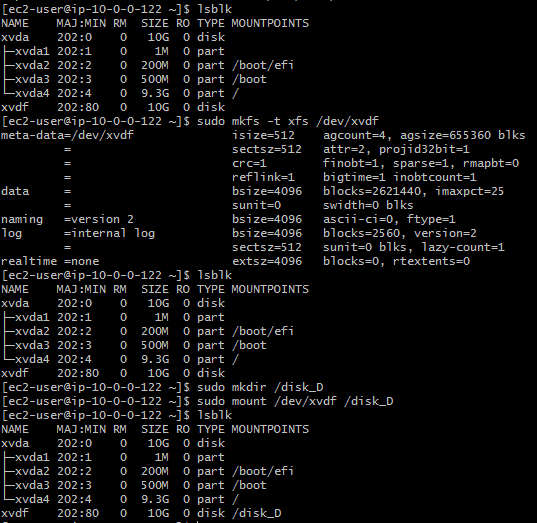 [ec2-user@ip-10-0-0-122 ~]$ lsblk
NAME    MAJ:MIN RM  SIZE RO TYPE MOUNTPOINTS
xvda    202:0    0   10G  0 disk
├─xvda1 202:1    0    1M  0 part
├─xvda2 202:2    0  200M  0 part /boot/efi
├─xvda3 202:3    0  500M  0 part /boot
└─xvda4 202:4    0  9.3G  0 part /
xvdf    202:80   0   10G  0 disk
[ec2-user@ip-10-0-0-122 ~]$ sudo mkfs -t xfs /dev/xvdf
meta-data=/dev/xvdf              isize=512    agcount=4, agsize=655360 blks
         =                       sectsz=512   attr=2, projid32bit=1
         =                       crc=1        finobt=1, sparse=1, rmapbt=0
         =                       reflink=1    bigtime=1 inobtcount=1
data     =                       bsize=4096   blocks=2621440, imaxpct=25
         =                       sunit=0      swidth=0 blks
naming   =version 2              bsize=4096   ascii-ci=0, ftype=1
log      =internal log           bsize=4096   blocks=2560, version=2
         =                       sectsz=512   sunit=0 blks, lazy-count=1
realtime =none                   extsz=4096   blocks=0, rtextents=0
[ec2-user@ip-10-0-0-122 ~]$ lsblk
NAME    MAJ:MIN RM  SIZE RO TYPE MOUNTPOINTS
xvda    202:0    0   10G  0 disk
├─xvda1 202:1    0    1M  0 part
├─xvda2 202:2    0  200M  0 part /boot/efi
├─xvda3 202:3    0  500M  0 part /boot
└─xvda4 202:4    0  9.3G  0 part /
xvdf    202:80   0   10G  0 disk
[ec2-user@ip-10-0-0-122 ~]$ sudo mkdir /disk_D
[ec2-user@ip-10-0-0-122 ~]$ sudo mount /dev/xvdf /disk_D
[ec2-user@ip-10-0-0-122 ~]$ lsblk
NAME    MAJ:MIN RM  SIZE RO TYPE MOUNTPOINTS
xvda    202:0    0   10G  0 disk
├─xvda1 202:1    0    1M  0 part
├─xvda2 202:2    0  200M  0 part /boot/efi
├─xvda3 202:3    0  500M  0 part /boot
└─xvda4 202:4    0  9.3G  0 part /
xvdf    202:80   0   10G  0 disk /disk_D